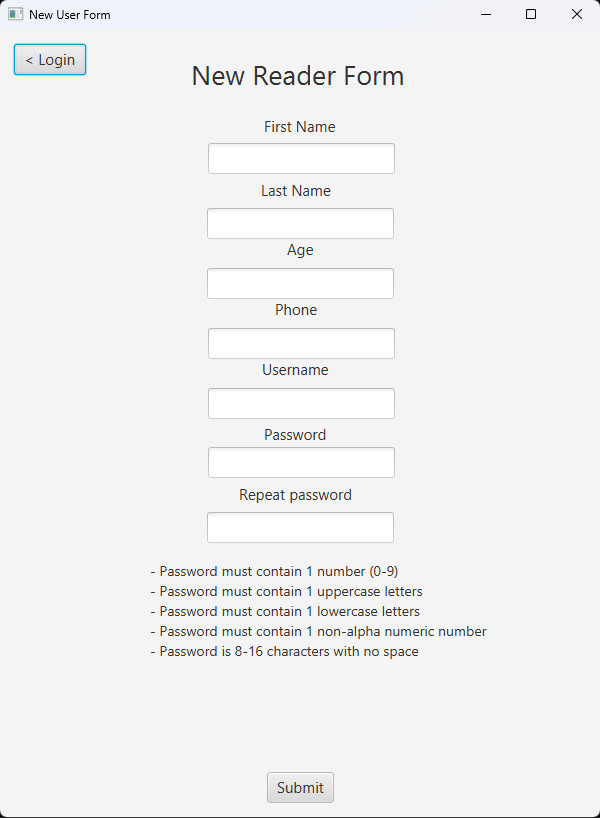 New User Form
< Login
New Reader Form
First Name
Last Name
Age
Phone
Username
Password
Repeat password
- Password must contain 1 number (0-9)
- Password must contain 1 uppercase letters
- Password must contain 1 lowercase letters
- Password must contain 1 non-alpha numeric number
- Password is 8-16 characters with no space
Submit